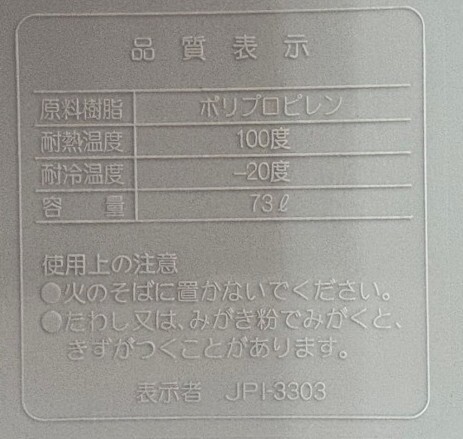 品質表示
原料樹脂 ポリプロピレン
耐熱温度 100度
耐冷温度 -20度
容量 73ℓ
使用上の注意
●火のそばに置かないでください。
●たわし又は、みがき粉でみがくと、
きずがつくことがあります。
表示者 JPI-3303